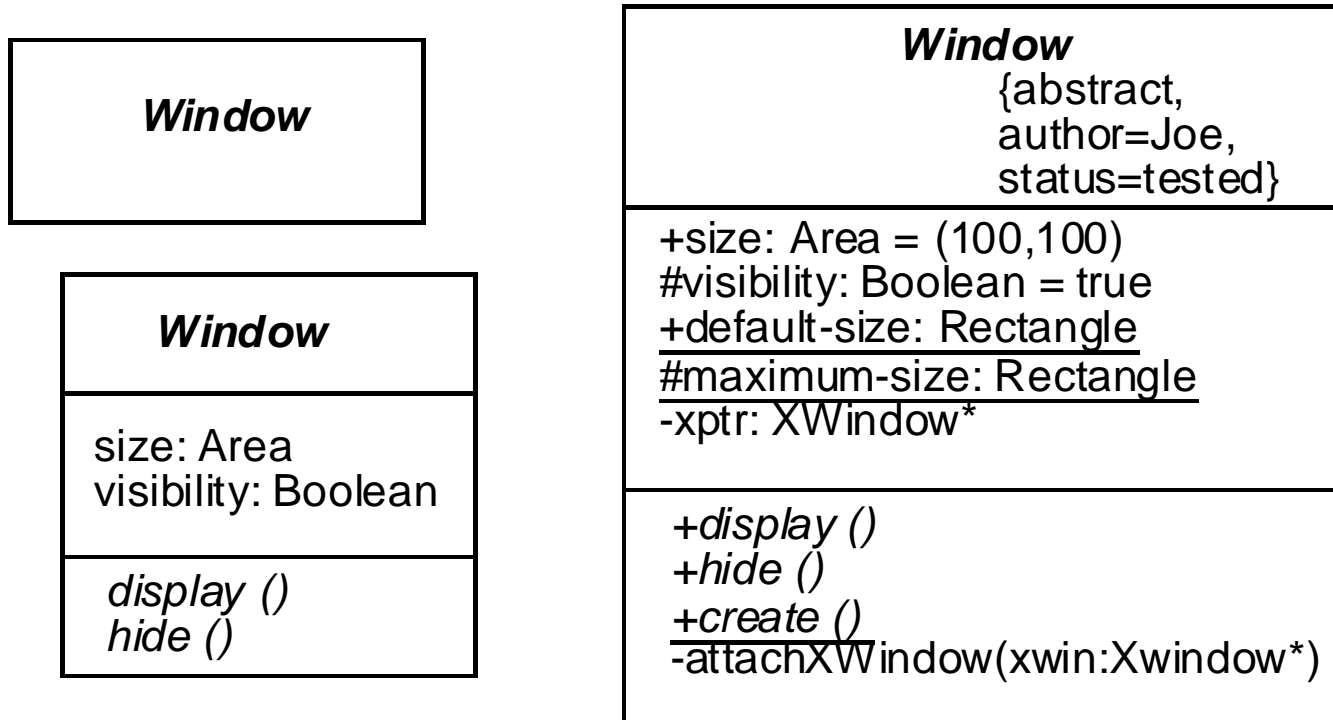 Window
Window
size: Area
visibility: Boolean
display ()
hide ()
Window
{abstract,
author=Joe,
status=tested}
+size: Area = (100,100)
#visibility: Boolean = true
+default-size: Rectangle
#maximum-size: Rectangle
-xptr: XWindow*
+display ()
+hide ()
+create ()
-attachXWindow(xwin:Xwindow*)